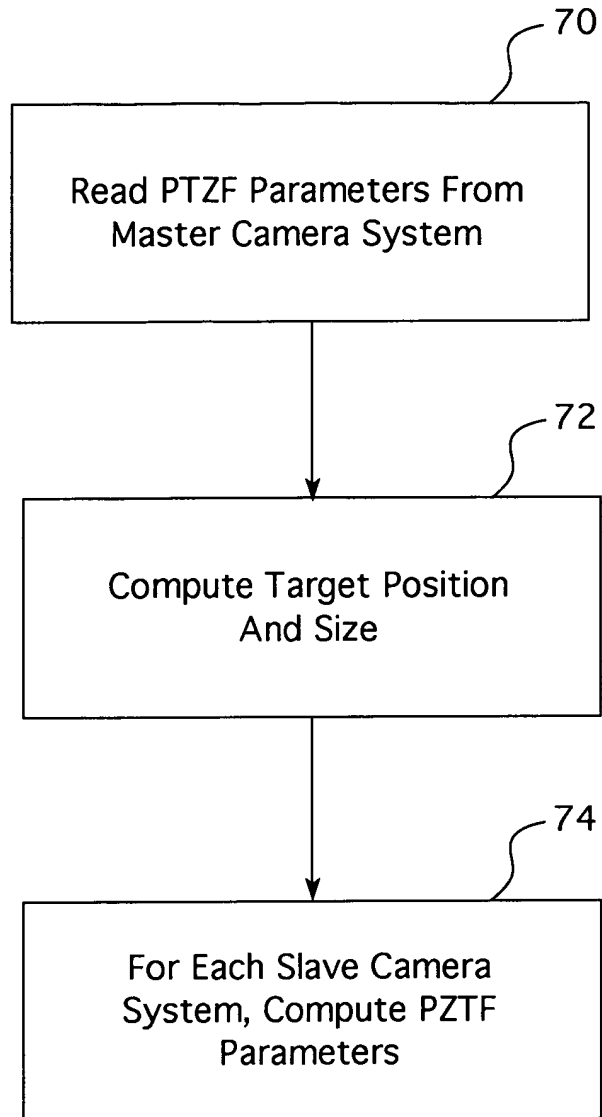 70
Read PTZF Parameters From
Master Camera System
72
Compute Target Position
And Size
74
For Each Slave Camera
System, Compute PZTF
Parameters